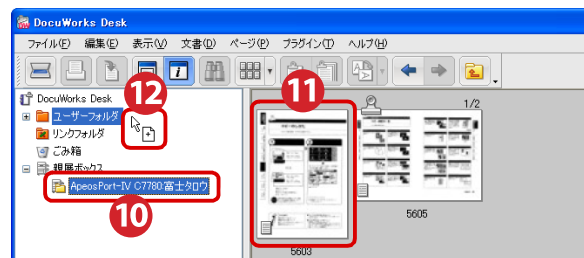 DocuWorks Desk
ファイル(F) 編集(E) 表示(V) 文書(D) ページ(P) プラグイン(I) ヘルプ(H)
DocuWorks Desk
ユーザーフォルダ
リンクフォルダ
ごみ箱
親展ボックス
ApeosPort-IV C7780:富士タロウ
10
11
12
1/2
5603
5605